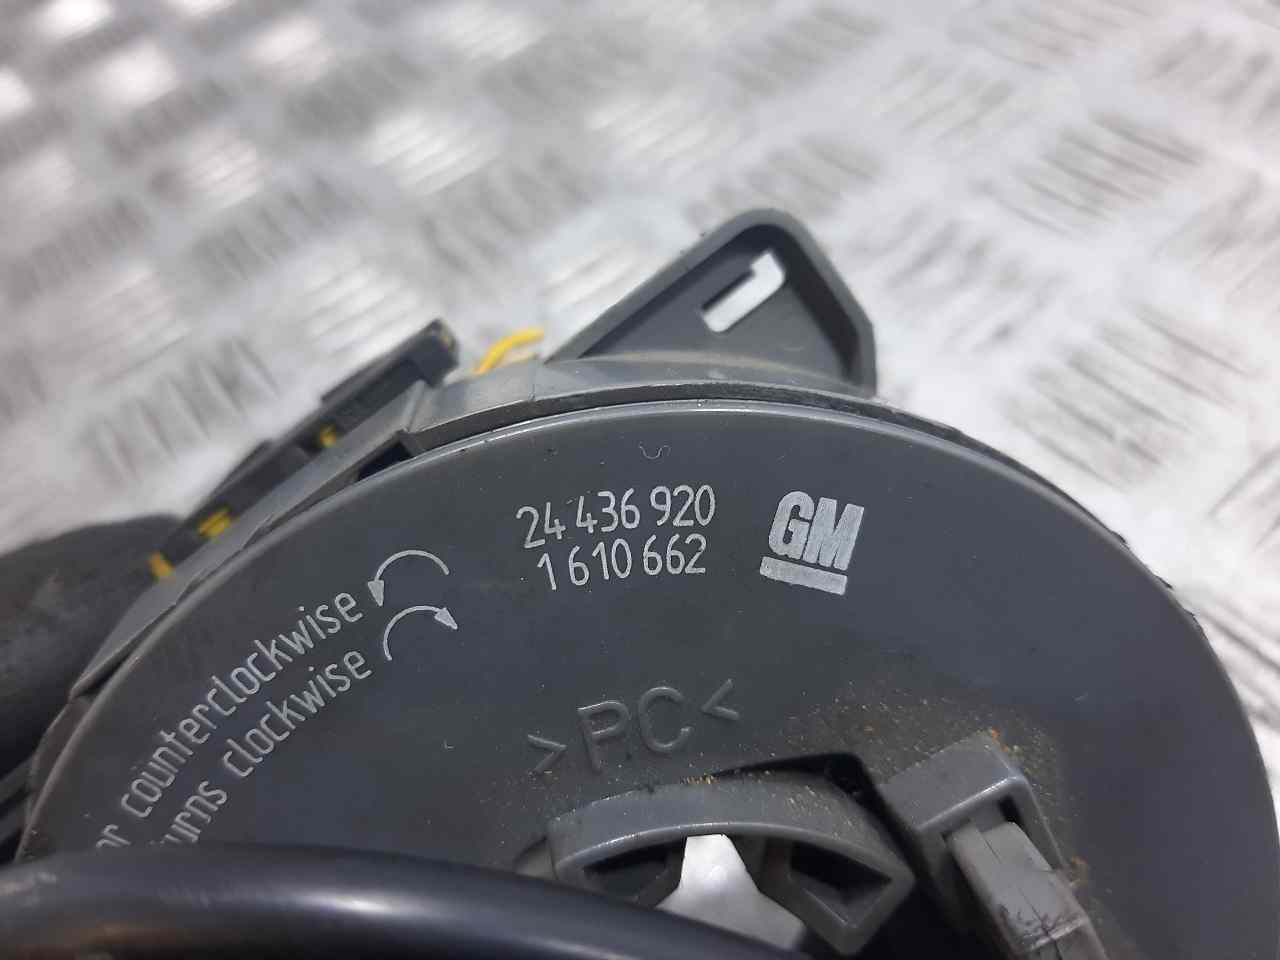 24 436 920
1 610 662
GM
counterclockwise
turns clockwise
>PC<